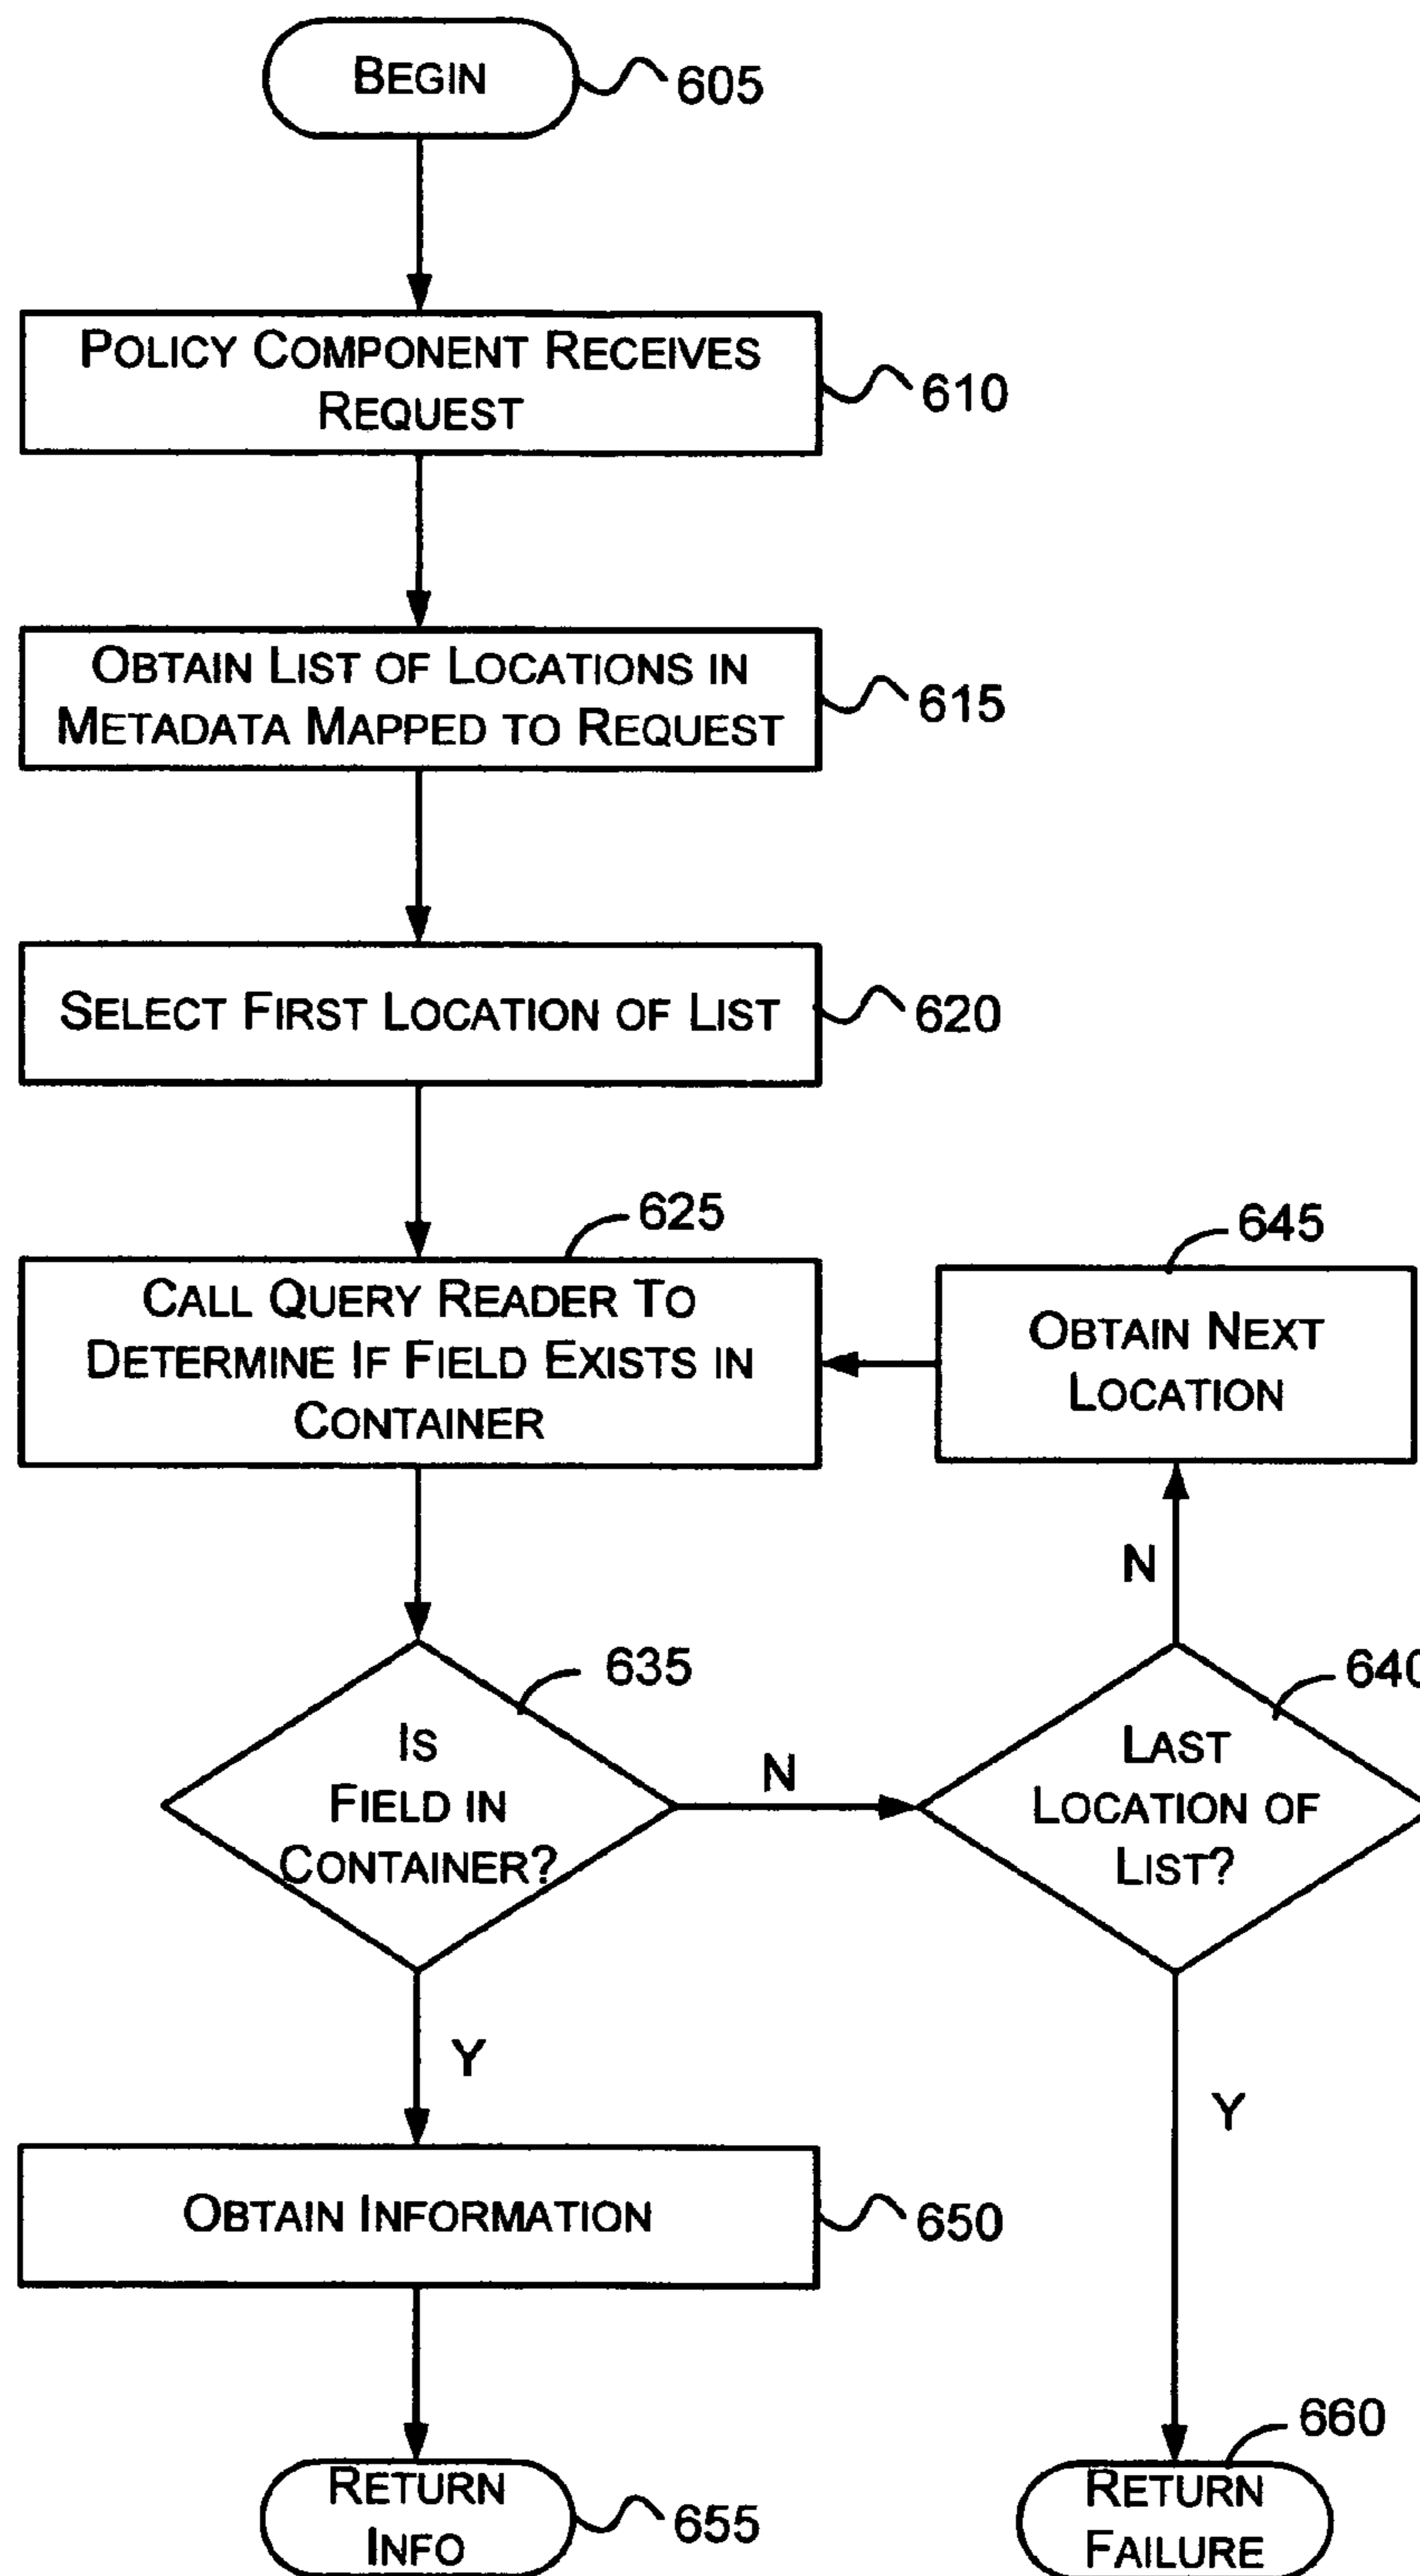 BEGIN
605
POLICY COMPONENT RECEIVES
REQUEST
610
OBTAIN LIST OF LOCATIONS IN
METADATA MAPPED TO REQUEST
615
SELECT FIRST LOCATION OF LIST
620
625
CALL QUERY READER TO
DETERMINE IF FIELD EXISTS IN
CONTAINER
645
OBTAIN NEXT
LOCATION
N
635
IS
FIELD IN
CONTAINER?
N
640
LAST
LOCATION OF
LIST?
Y
Y
OBTAIN INFORMATION
650
RETURN
INFO
655
660
RETURN
FAILURE